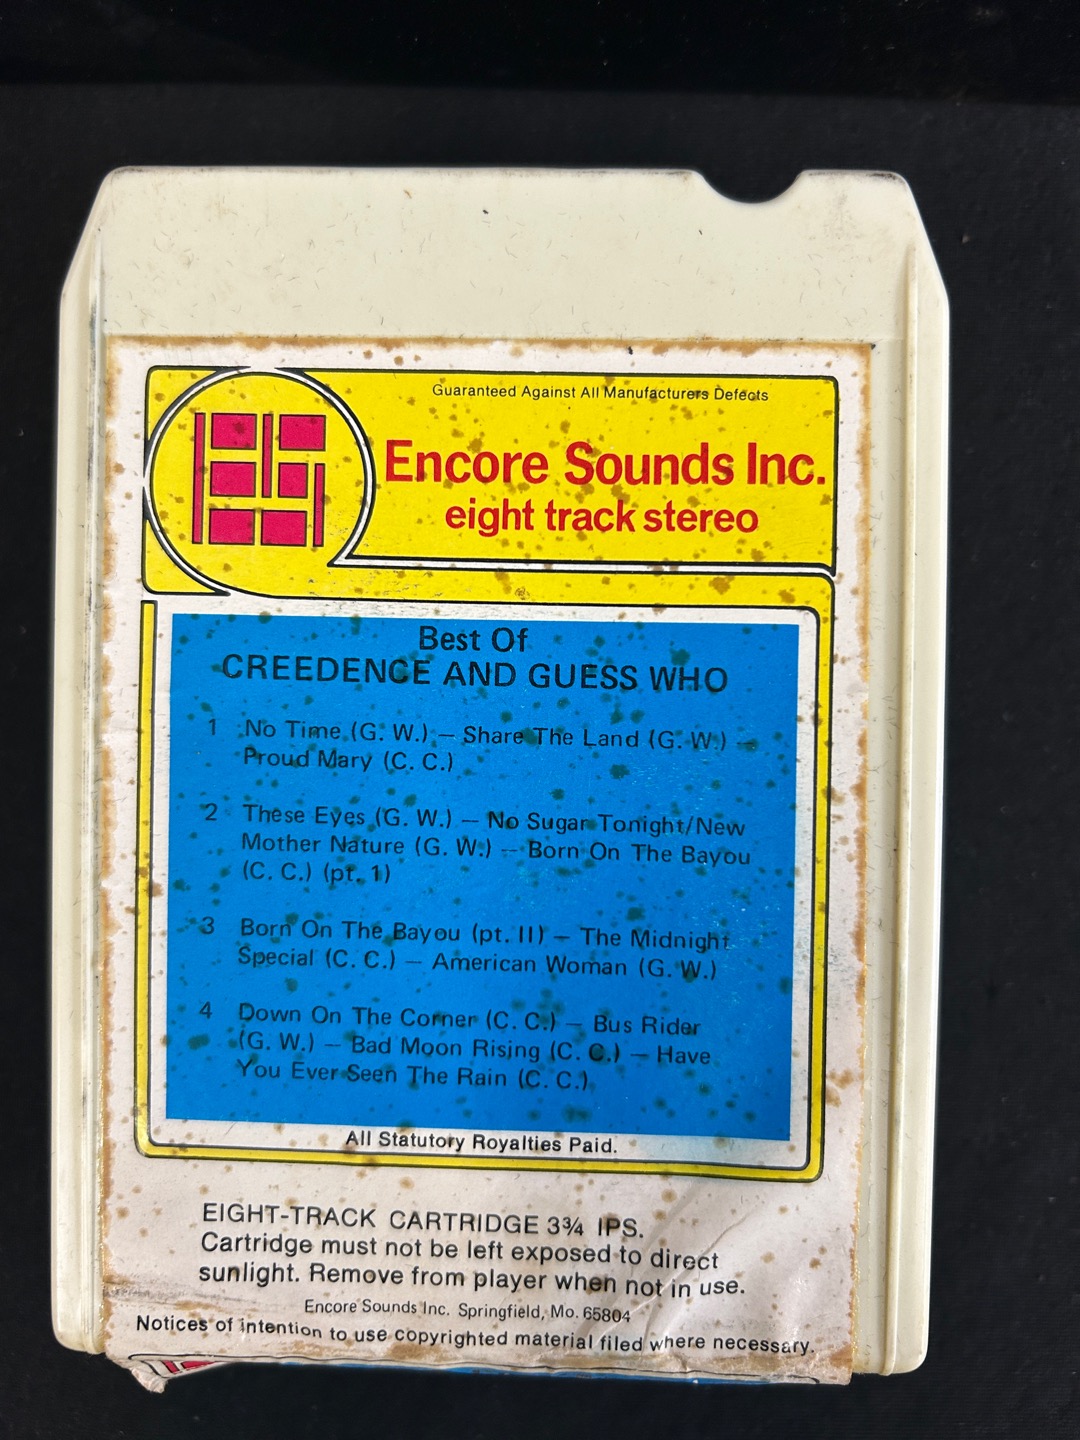 Guaranteed Against All Manufacturers Defects
Encore Sounds Inc.
eight track stereo
Best Of
CREEDENCE AND GUESS WHO
1 No Time (G. W.) – Share The Land (G. W.) –
Proud Mary (C. C.)
2 These Eyes (G. W.) – No Sugar Tonight/New
Mother Nature (G. W.) – Born On The Bayou
(C. C.) (pt. 1)
3 Born On The Bayou (pt. II) – The Midnight
Special (C. C.) – American Woman (G. W.)
4 Down On The Corner (C. C.) – Bus Rider
(G. W.) – Bad Moon Rising (C. C.) – Have
You Ever Seen The Rain (C. C.)
All Statutory Royalties Paid.
EIGHT-TRACK CARTRIDGE 3¾ IPS.
Cartridge must not be left exposed to direct
sunlight. Remove from player when not in use.
Encore Sounds Inc. Springfield, Mo. 65804
Notices of intention to use copyrighted material filed where necessary.